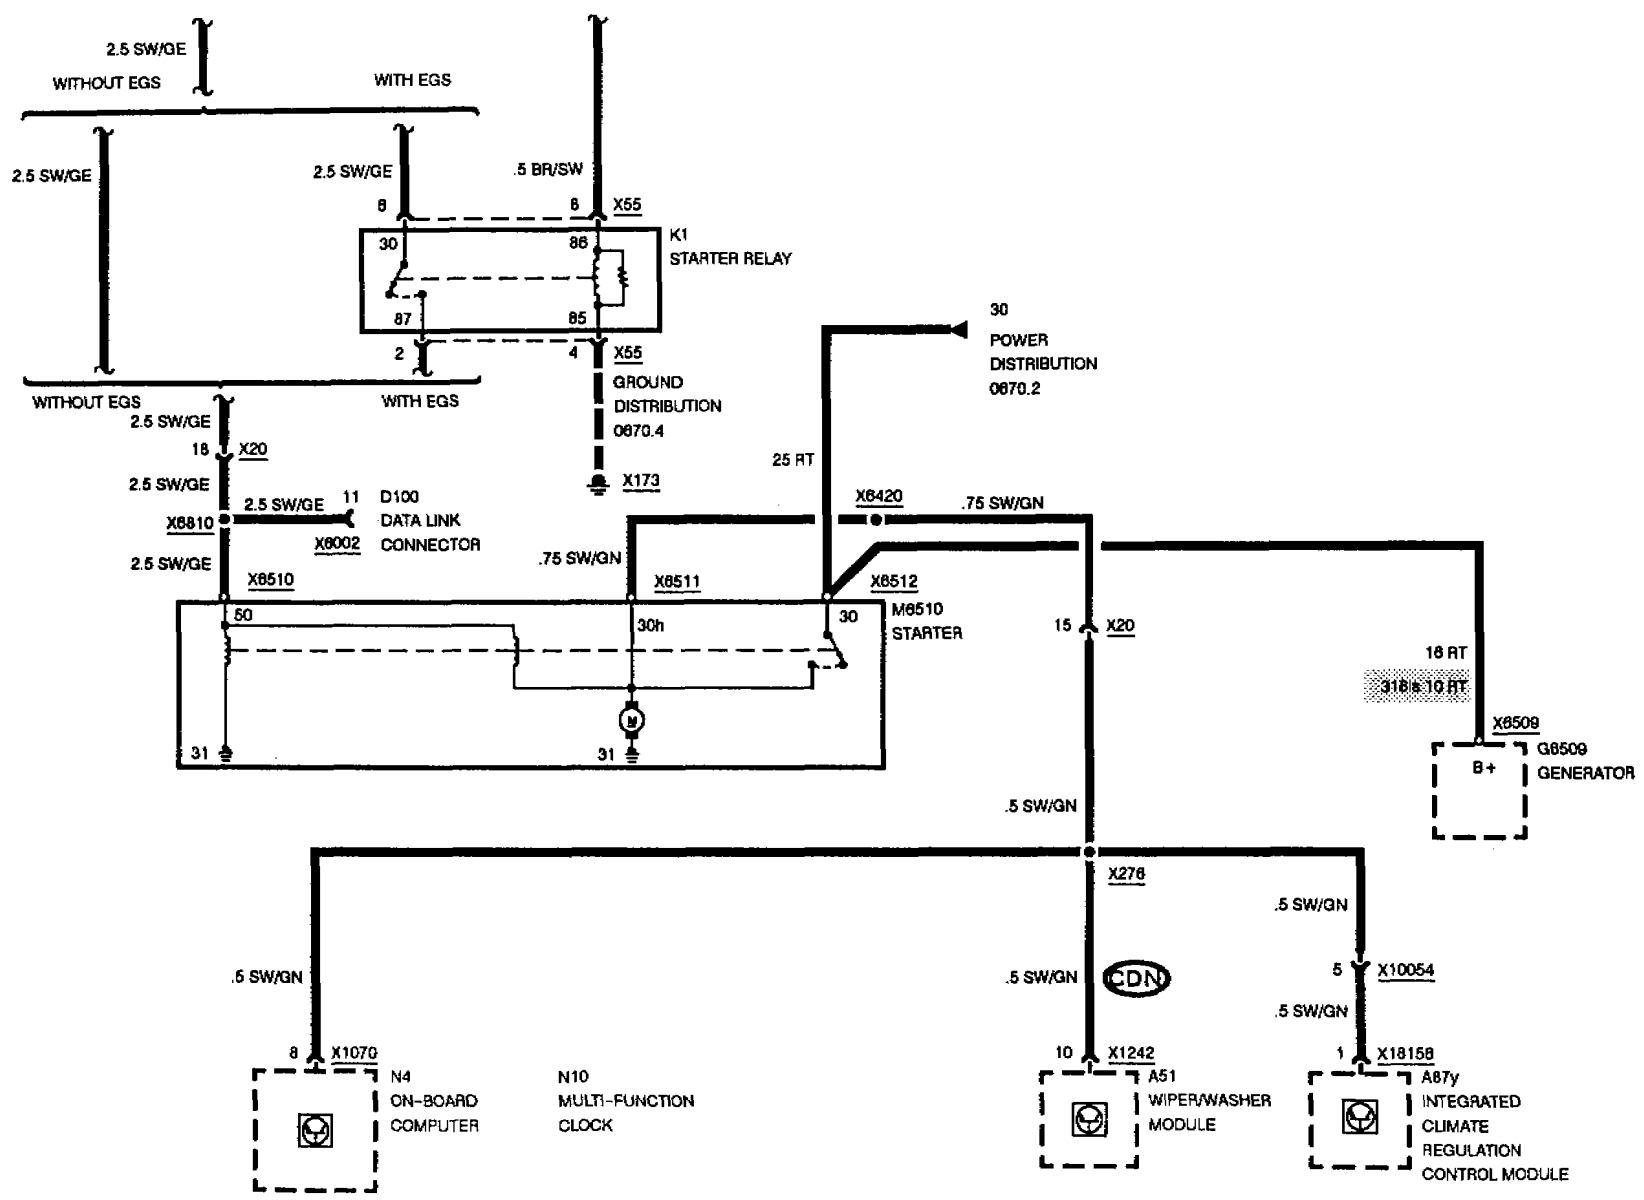 2.5 SW/GE
WITHOUT EGS
WITH EGS
2.5 SW/GE
2.5 SW/GE
.5 BR/SW
6
6
X55
30
86
K1
STARTER RELAY
87
85
2
4
X55
GROUND
DISTRIBUTION
0670.4
X173
30
POWER
DISTRIBUTION
0670.2
WITHOUT EGS
WITH EGS
2.5 SW/GE
18
X20
2.5 SW/GE
2.5 SW/GE
11
D100
DATA LINK
CONNECTOR
X6810
X6002
2.5 SW/GE
25 RT
X6420
.75 SW/GN
.75 SW/GN
X6510
X6511
X6512
50
30h
30
M6510
STARTER
31
M
31
15
X20
16 RT
318is 10 RT
X6509
B+
G6509
GENERATOR
.5 SW/GN
X276
.5 SW/GN
.5 SW/GN
.5 SW/GN
CDN
5
X10054
.5 SW/GN
8
X1070
N4
ON-BOARD
COMPUTER
N10
MULTI-FUNCTION
CLOCK
10
X1242
A51
WIPER/WASHER
MODULE
1
X18156
A87y
INTEGRATED
CLIMATE
REGULATION
CONTROL MODULE